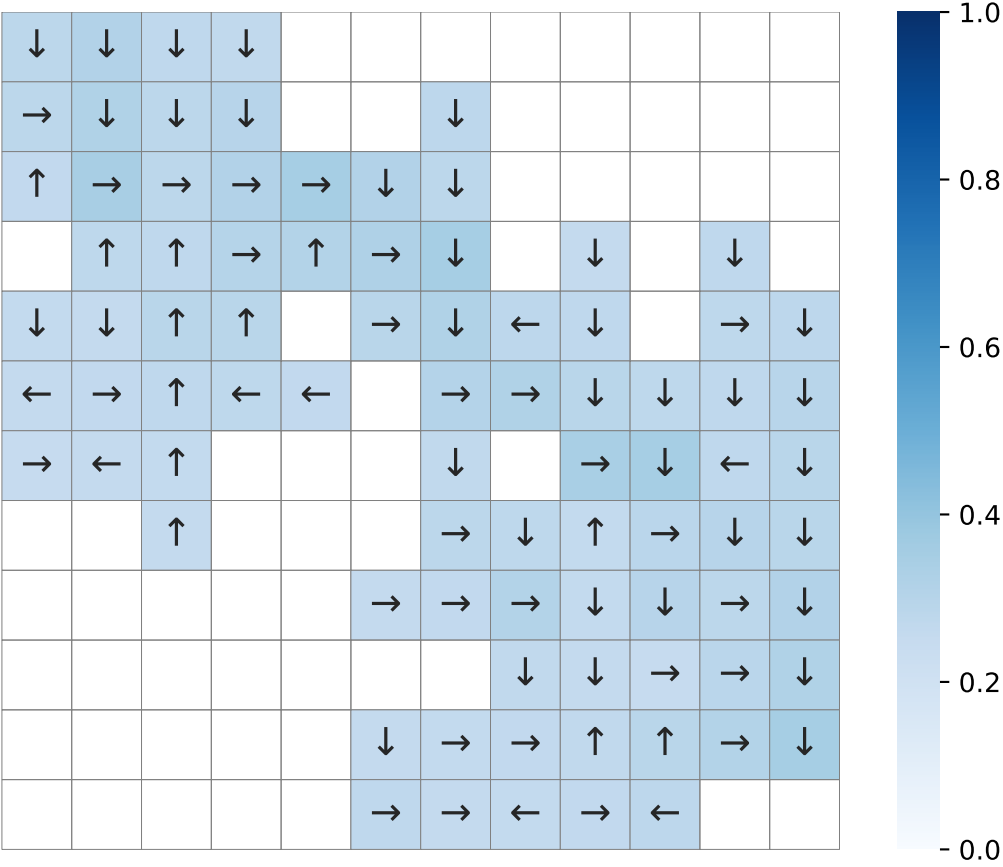 ↓ ↓ ↓ ↓
→ ↓ ↓ ↓ ↓
↑ → → → → ↓ ↓
↑ ↑ → ↑ → ↓ ↓ ↓
↓ ↓ ↑ ↑ → ↓ ← ↓ → ↓
← → ↑ ← ← → → ↓ ↓ ↓ ↓
→ ← ↑ ↓ → ↓ ← ↓
↑ → ↓ ↑ → ↓ ↓
→ → → ↓ ↓ → ↓
↓ ↓ → → ↓
↓ → → ↑ ↑ → ↓
→ → ← → ←
1.0
0.8
0.6
0.4
0.2
0.0